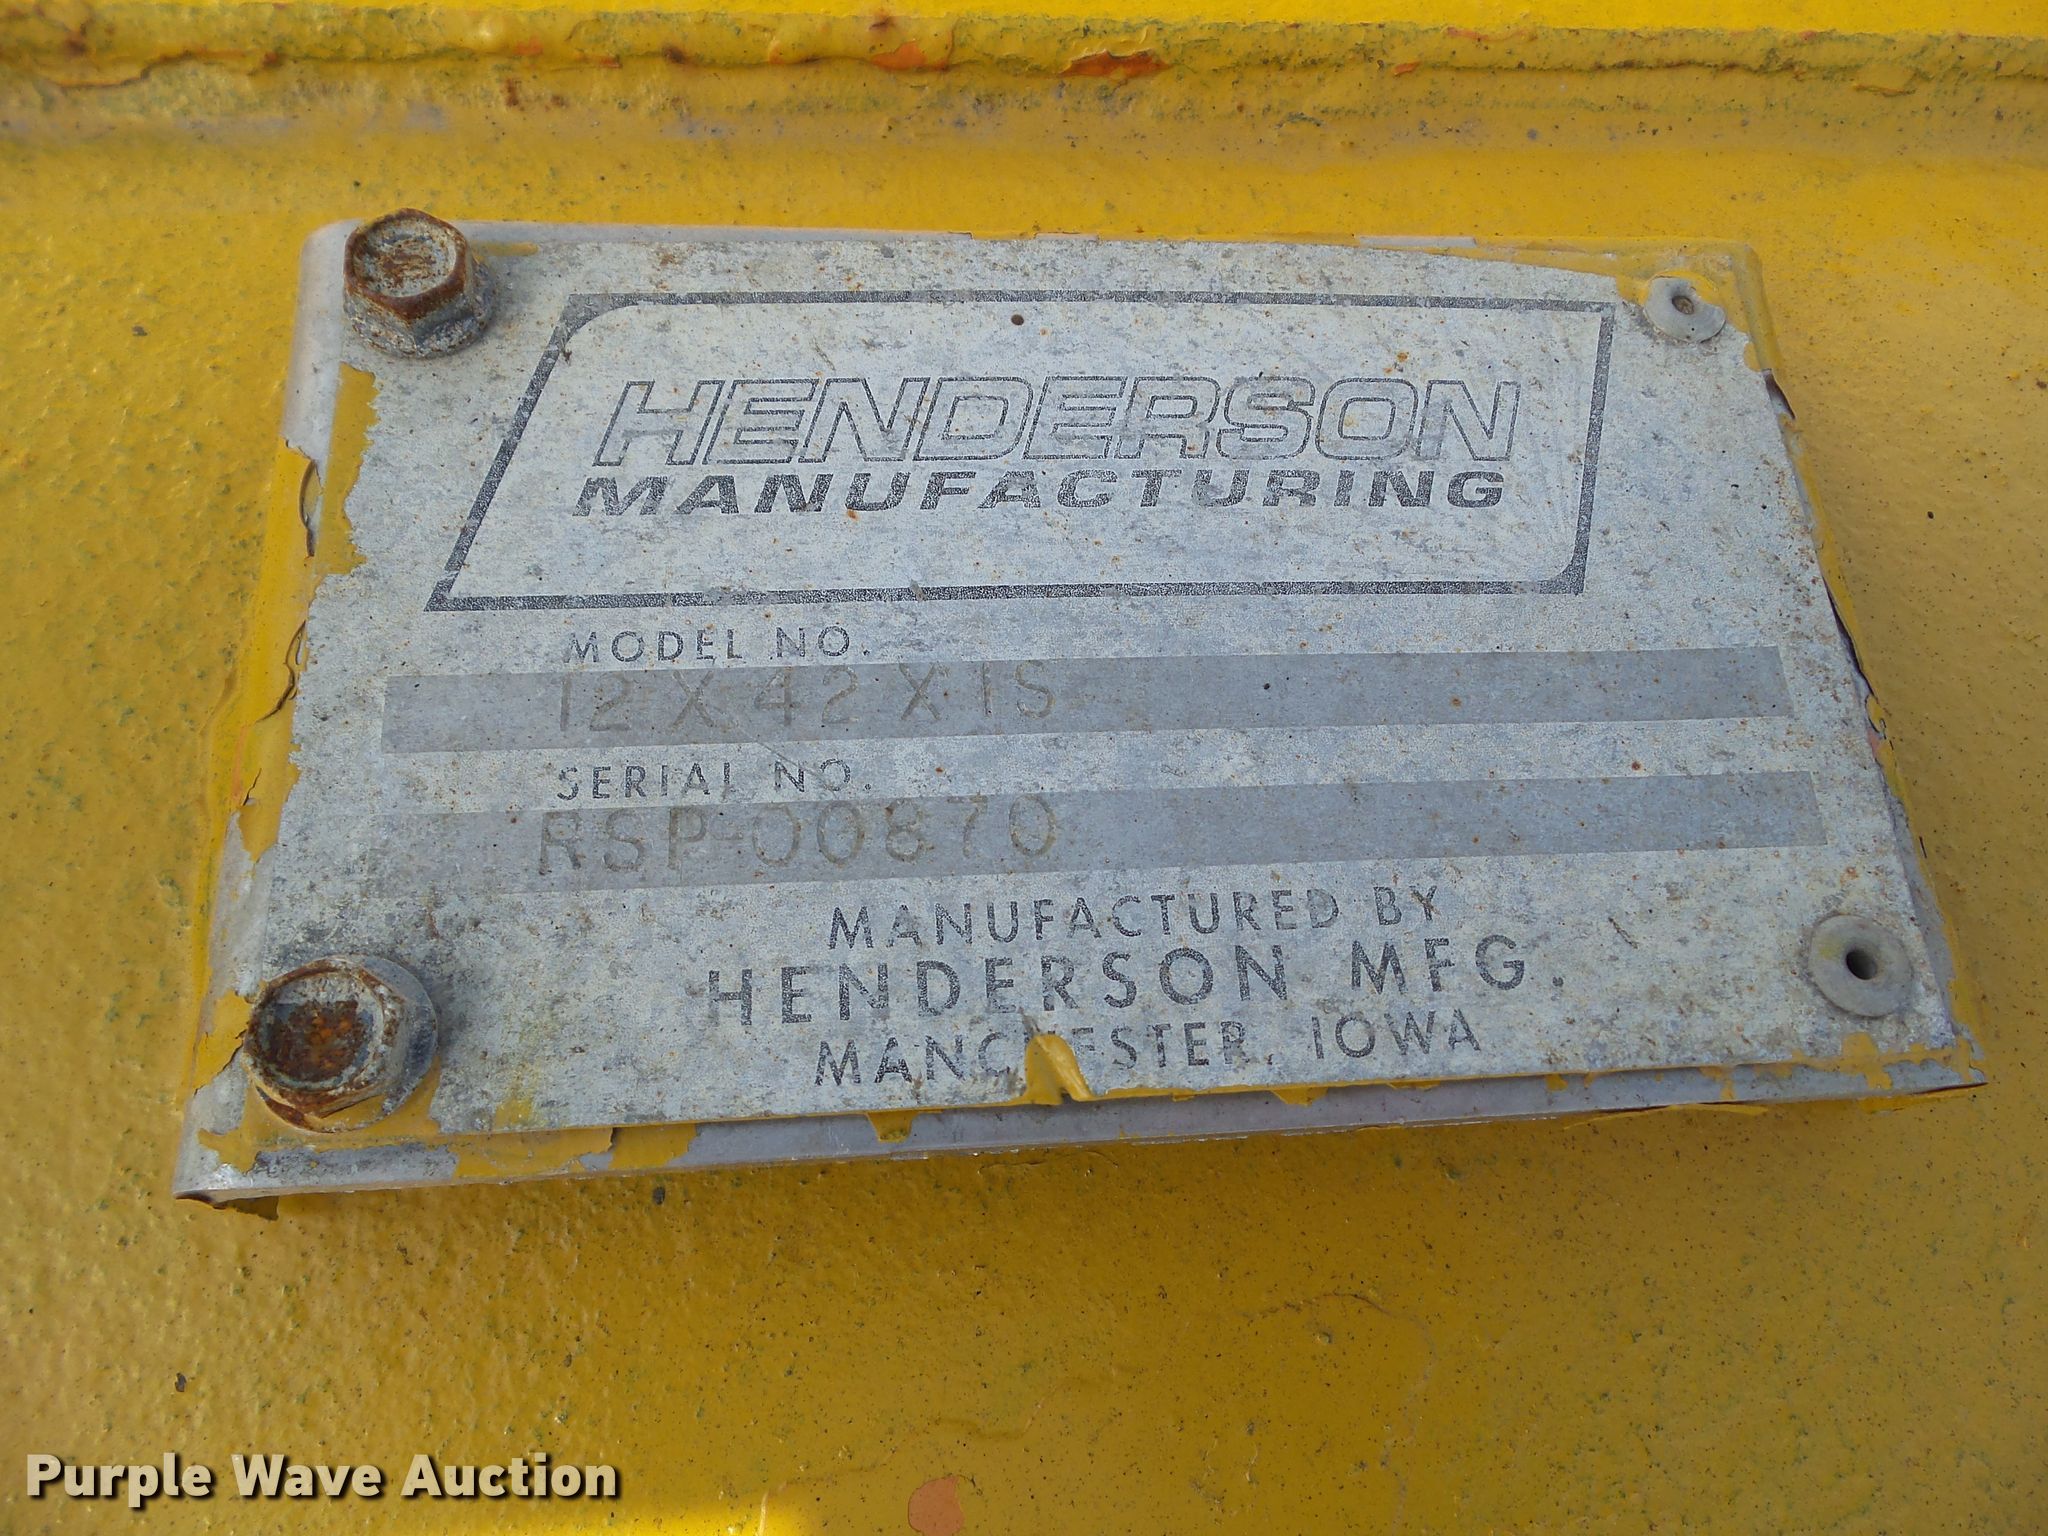 HENDERSON
MANUFACTURING
MODEL NO.
12 X 42 X IS
SERIAL NO.
RSP-00870
MANUFACTURED BY
HENDERSON MFG.
MANCHESTER, IOWA
Purple Wave Auction